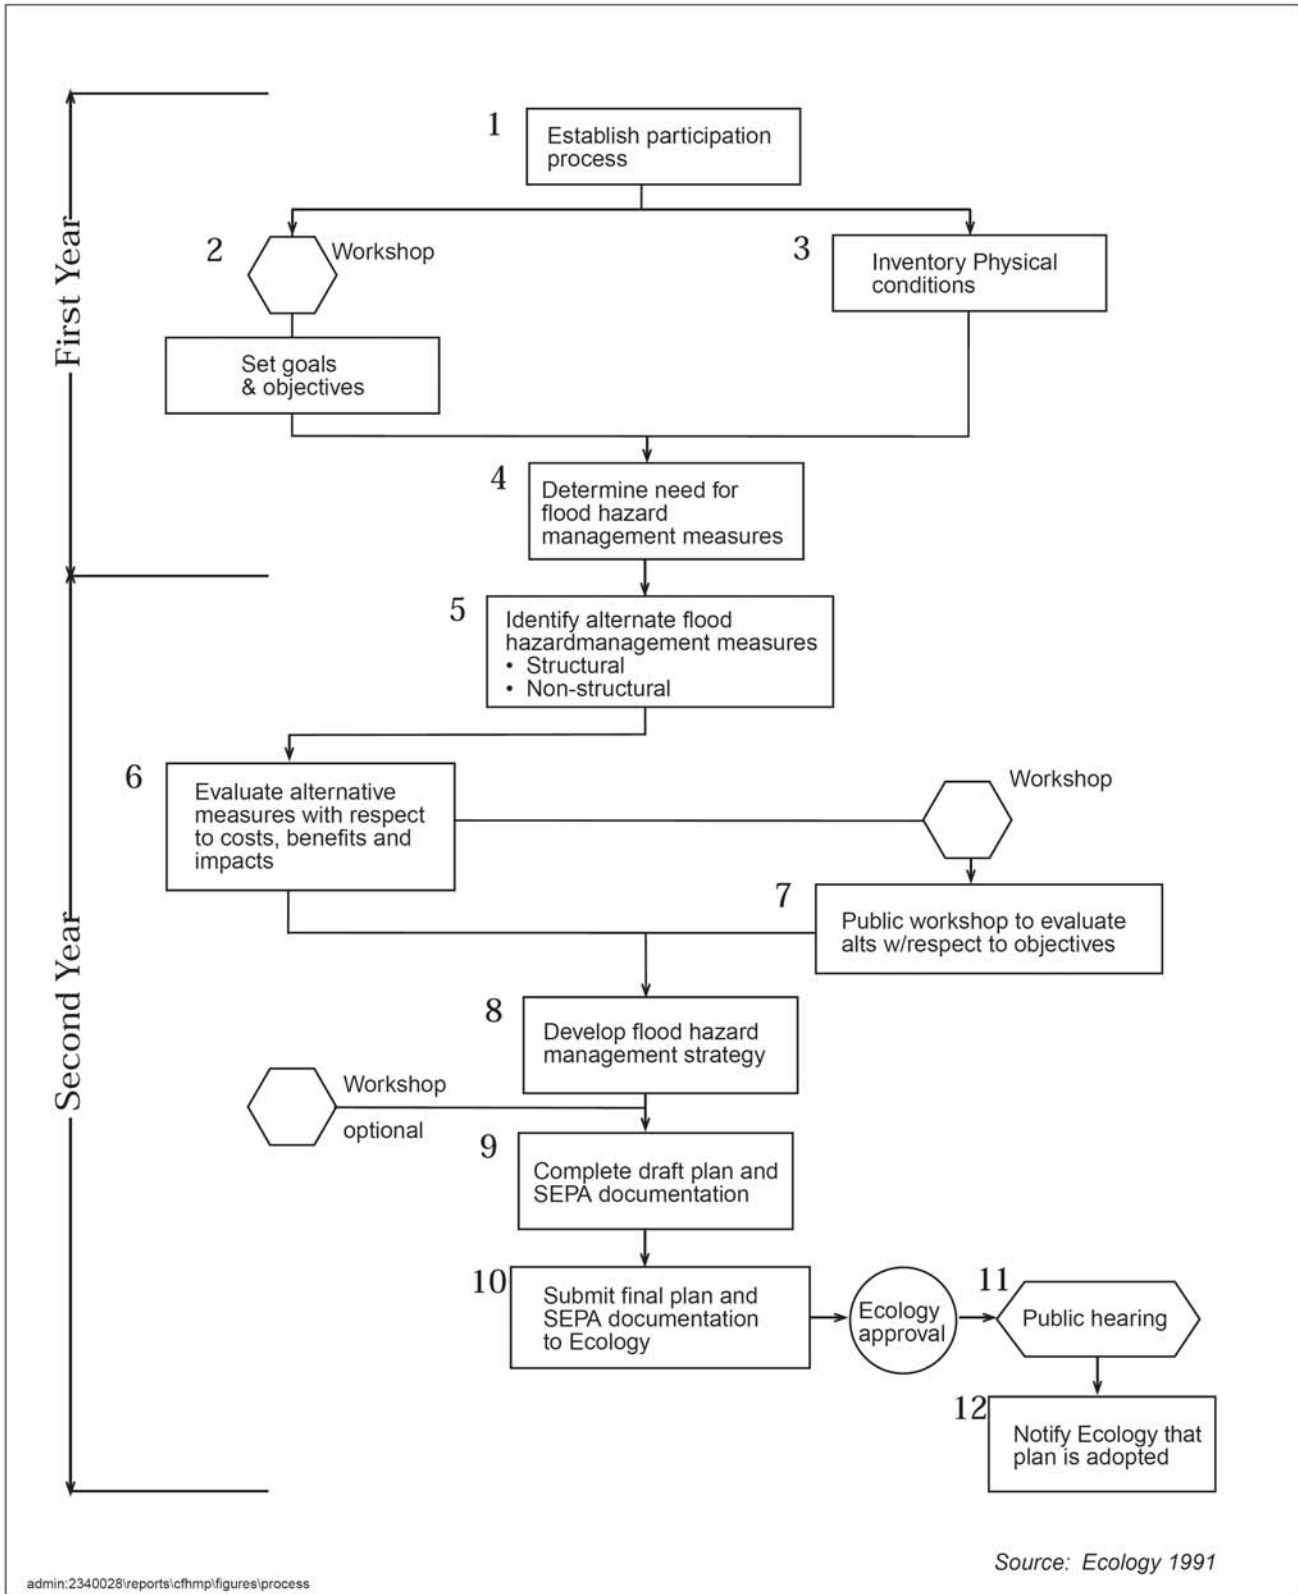 1
Establish participation
process
2
Workshop
3
Inventory Physical
conditions
Set goals
& objectives
First Year
4
Determine need for
flood hazard
management measures
5
Identify alternate flood
hazardmanagement measures
• Structural
• Non-structural
6
Evaluate alternative
measures with respect
to costs, benefits and
impacts
Workshop
7
Public workshop to evaluate
alts w/respect to objectives
Second Year
8
Develop flood hazard
management strategy
Workshop
optional
9
Complete draft plan and
SEPA documentation
10
Submit final plan and
SEPA documentation
to Ecology
Ecology
approval
11
Public hearing
12
Notify Ecology that
plan is adopted
Source: Ecology 1991
admin:2340028\reports\cfhmp\figures\process